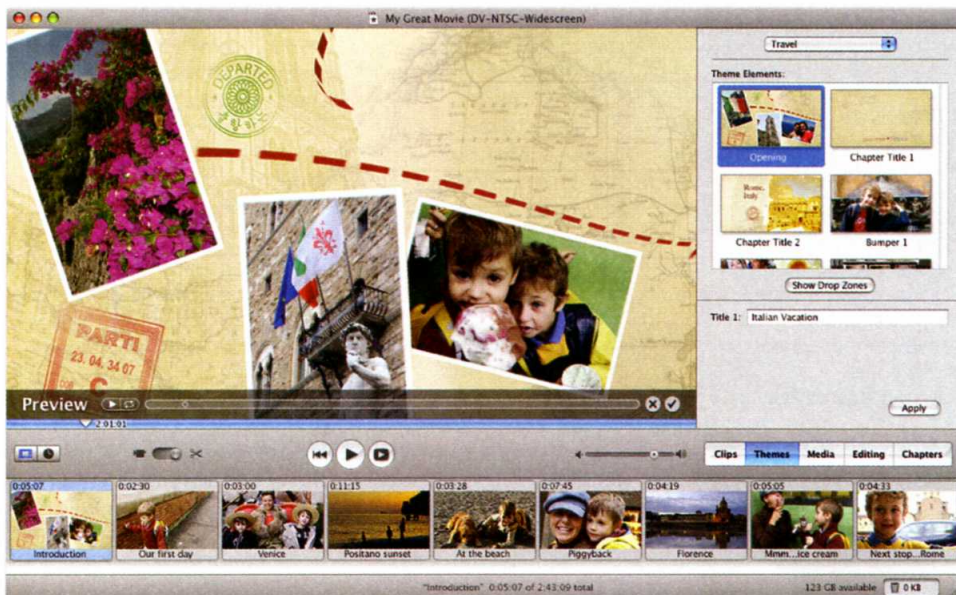 My Great Movie (DV-NTSC-Widescreen)
DEPARTED
PARTI
23. 04. 34 07
C
Preview
2:01:01
Travel
Theme Elements:
Opening
Chapter Title 1
Rome,
Italy
Chapter Title 2
Bumper 1
Show Drop Zones
Title 1: Italian Vacation
Apply
Clips Themes Media Editing Chapters
0:05:07 0:02:30 0:03:00 0:11:15 0:03:28 0:07:45 0:04:19 0:05:05 0:04:33
Introduction Our first day Venice Positano sunset At the beach Piggyback Florence Mmm...ice cream Next stop...Rome
"Introduction" 0:05:07 of 2:43:09 total
123 GB available
0 KB